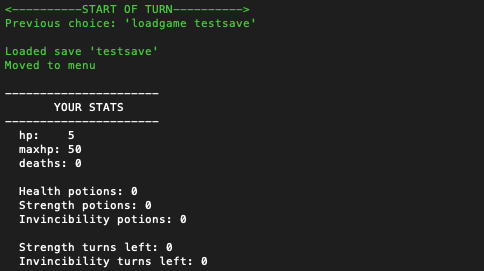 <----------START OF TURN---------->
Previous choice: 'loadgame testsave'
Loaded save 'testsave'
Moved to menu
----------------------
YOUR STATS
----------------------
hp: 5
maxhp: 50
deaths: 0
Health potions: 0
Strength potions: 0
Invincibility potions: 0
Strength turns left: 0
Invincibility turns left: 0